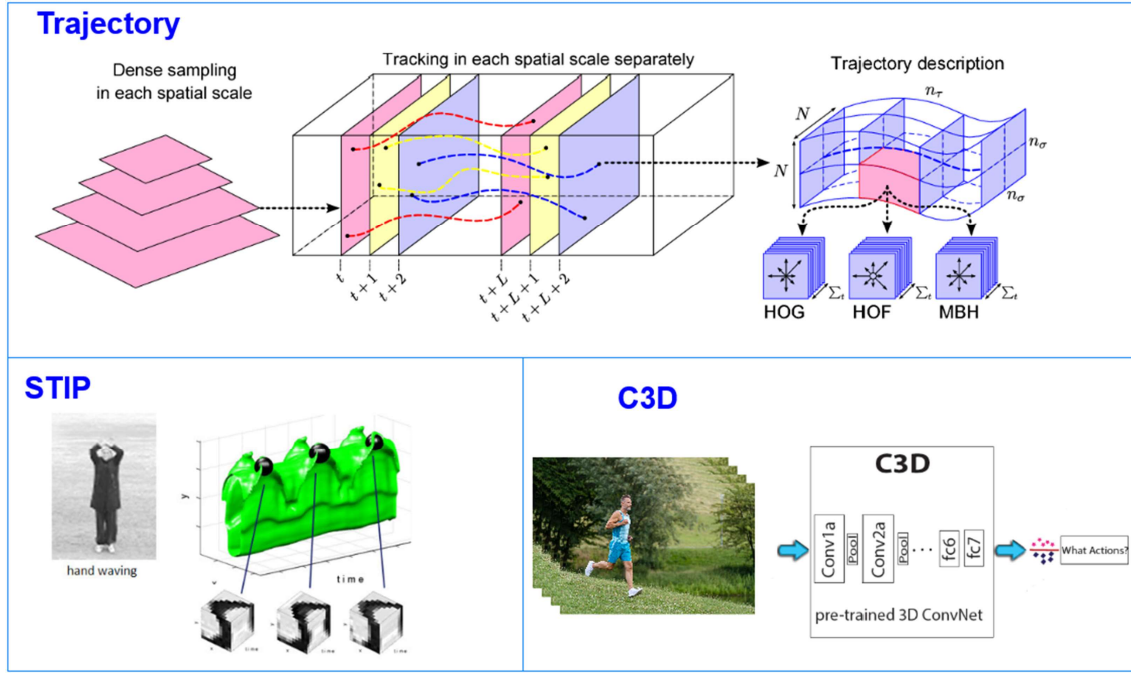 Trajectory
Dense sampling
in each spatial scale
Tracking in each spatial scale separately
Trajectory description
t
t + 1
t + 2
t + L
t + L + 1
t + L + 2
N
N
n_τ
n_σ
n_σ
Σ_t
Σ_t
Σ_t
HOG
HOF
MBH
STIP
hand waving
y
time
C3D
C3D
Conv1a
Pool
Conv2a
Pool
...
fc6
fc7
What Actions?
pre-trained 3D ConvNet